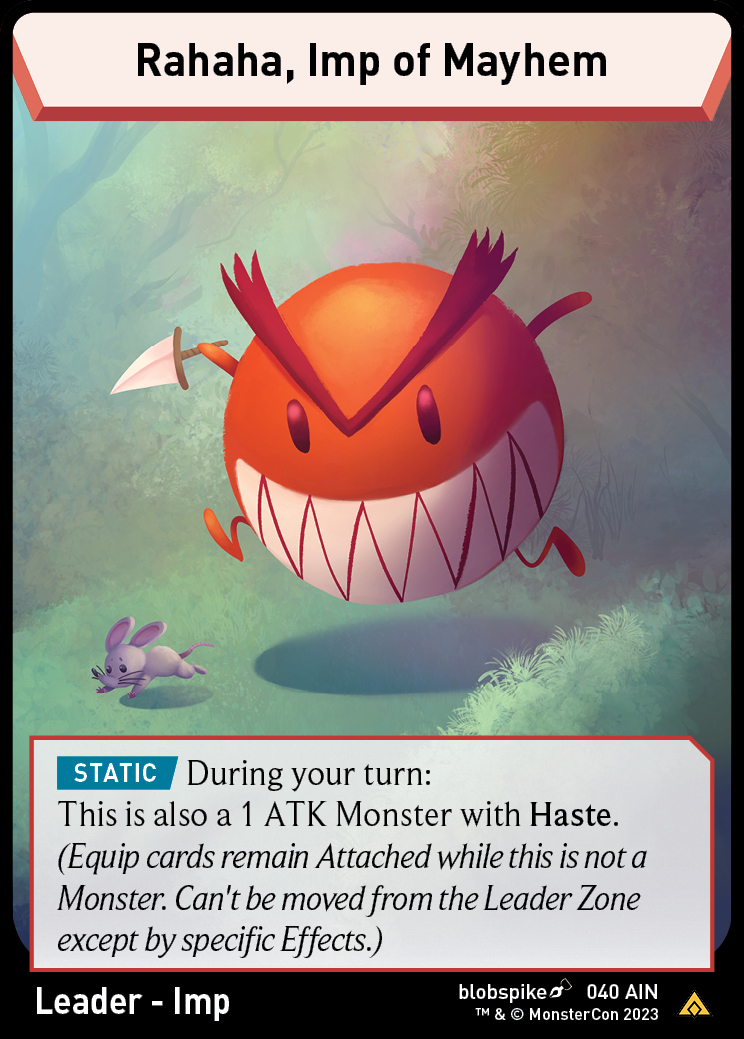 Rahaha, Imp of Mayhem
STATIC During your turn:
This is also a 1 ATK Monster with Haste.
(Equip cards remain Attached while this is not a
Monster. Can't be moved from the Leader Zone
except by specific Effects.)
Leader - Imp
blobspike 040 AIN
™ & © MonsterCon 2023